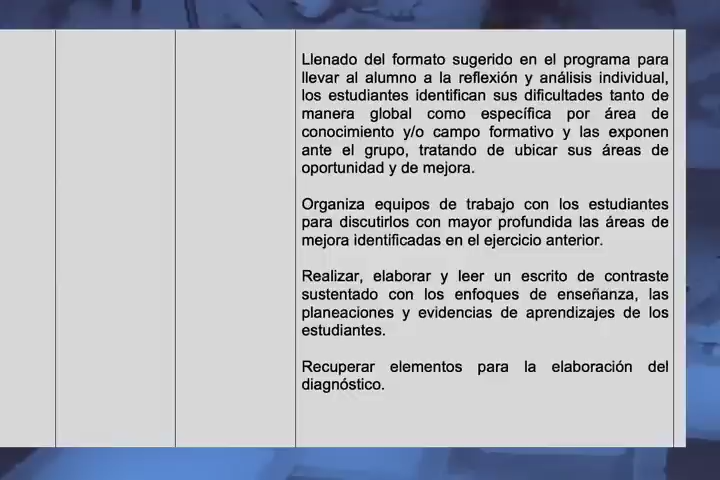 Llenado del formato sugerido en el programa para
llevar al alumno a la reflexión y análisis individual,
los estudiantes identifican sus dificultades tanto de
manera global como específica por área de
conocimiento y/o campo formativo y las exponen
ante el grupo, tratando de ubicar sus áreas de
oportunidad y de mejora.
Organiza equipos de trabajo con los estudiantes
para discutirlos con mayor profundida las áreas de
mejora identificadas en el ejercicio anterior.
Realizar, elaborar y leer un escrito de contraste
sustentado con los enfoques de enseñanza, las
planeaciones y evidencias de aprendizajes de los
estudiantes.
Recuperar elementos para la elaboración del
diagnóstico.